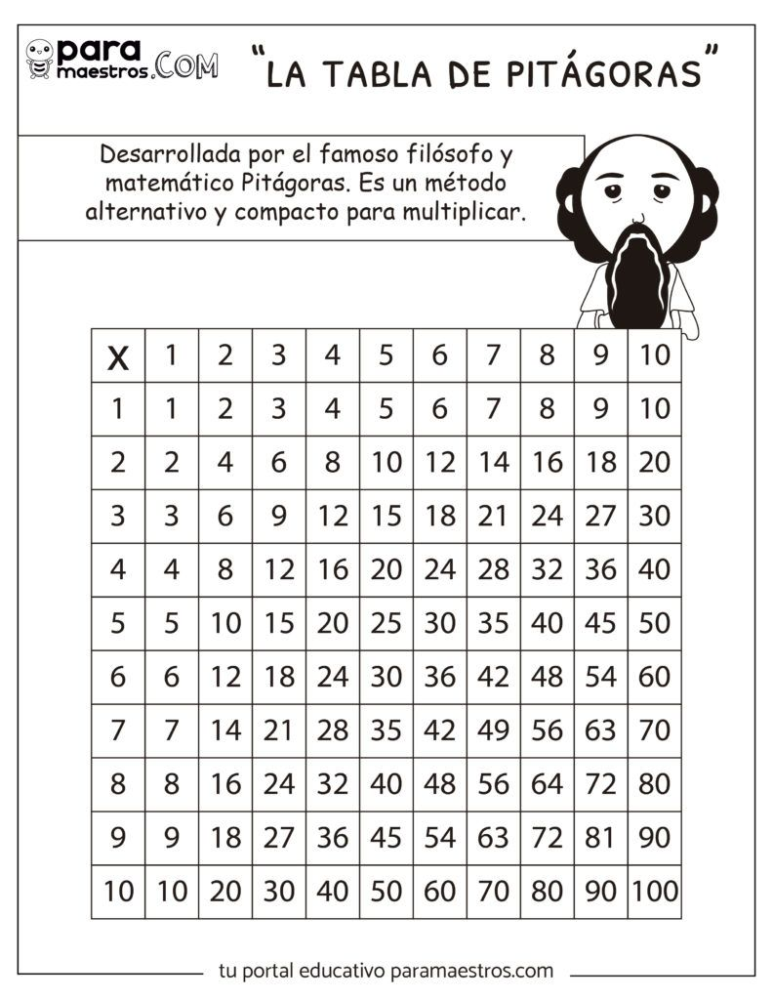 para
maestros.COM
“LA TABLA DE PITÁGORAS”
Desarrollada por el famoso filósofo y
matemático Pitágoras. Es un método
alternativo y compacto para multiplicar.
X 1 2 3 4 5 6 7 8 9 10
1 1 2 3 4 5 6 7 8 9 10
2 2 4 6 8 10 12 14 16 18 20
3 3 6 9 12 15 18 21 24 27 30
4 4 8 12 16 20 24 28 32 36 40
5 5 10 15 20 25 30 35 40 45 50
6 6 12 18 24 30 36 42 48 54 60
7 7 14 21 28 35 42 49 56 63 70
8 8 16 24 32 40 48 56 64 72 80
9 9 18 27 36 45 54 63 72 81 90
10 10 20 30 40 50 60 70 80 90 100
tu portal educativo paramaestros.com